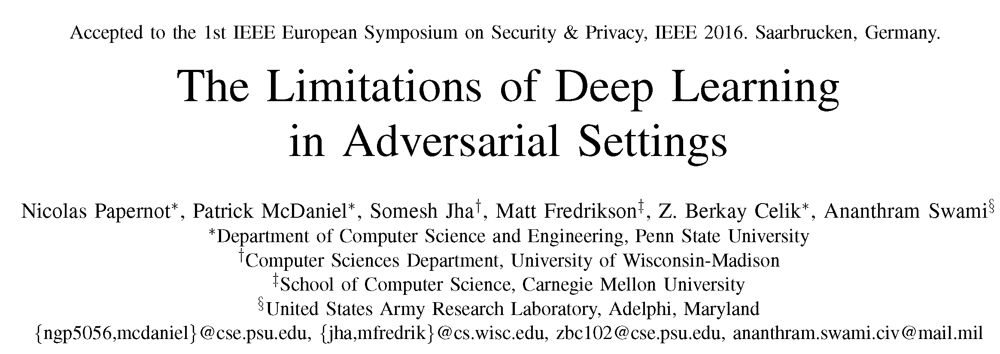 Accepted to the 1st IEEE European Symposium on Security & Privacy, IEEE 2016. Saarbrucken, Germany.
The Limitations of Deep Learning
in Adversarial Settings
Nicolas Papernot*, Patrick McDaniel*, Somesh Jha†, Matt Fredrikson‡, Z. Berkay Celik*, Ananthram Swami§
*Department of Computer Science and Engineering, Penn State University
†Computer Sciences Department, University of Wisconsin-Madison
‡School of Computer Science, Carnegie Mellon University
§United States Army Research Laboratory, Adelphi, Maryland
{ngp5056,mcdaniel}@cse.psu.edu, {jha,mfredrik}@cs.wisc.edu, zbc102@cse.psu.edu, ananthram.swami.civ@mail.mil